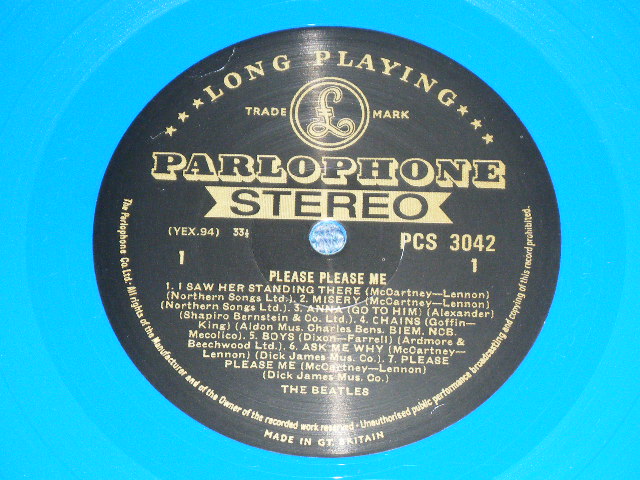 LONG PLAYING
TRADE MARK
£
PARLOPHONE
STEREO
(YEX.94) 33⅓
PCS 3042
1
1
PLEASE PLEASE ME
1. I SAW HER STANDING THERE (McCartney—Lennon)
(Northern Songs Ltd.). 2. MISERY (McCartney—Lennon)
(Northern Songs Ltd.). 3. ANNA (GO TO HIM) (Alexander)
(Shapiro Bernstein & Co. Ltd.). 4. CHAINS (Goffin—
King) (Aldon Mus. Charles Bens. BIEM. NCB.
Mecolico). 5. BOYS (Dixon—Farrell) (Ardmore &
Beechwood Ltd.) 6. ASK ME WHY (McCartney—
Lennon) (Dick James Mus. Co.). 7. PLEASE
PLEASE ME (McCartney—Lennon)
(Dick James Mus. Co.)
THE BEATLES
The Parlophone Co. Ltd. All rights of the Manufacturer and of the Owner of the recorded work reserved · Unauthorised public performance broadcasting and copying of this record prohibited.
MADE IN GT. BRITAIN